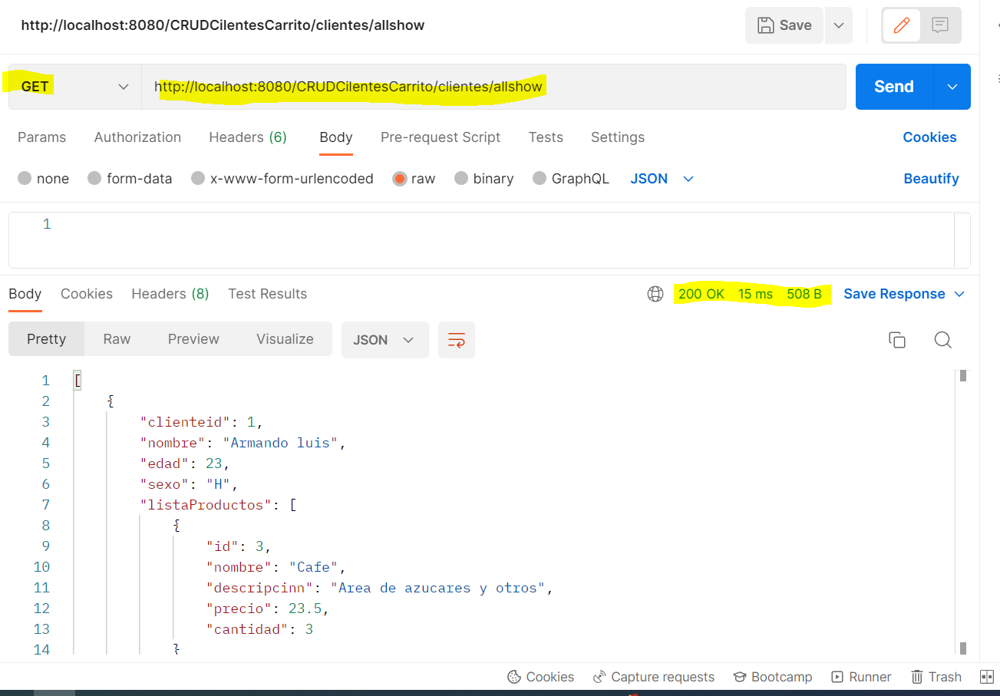 http://localhost:8080/CRUDCilentesCarrito/clientes/allshow
Save
GET
http://localhost:8080/CRUDCilentesCarrito/clientes/allshow
Send
Params Authorization Headers (6) Body Pre-request Script Tests Settings Cookies
none form-data x-www-form-urlencoded raw binary GraphQL JSON Beautify
1
Body Cookies Headers (8) Test Results 200 OK 15 ms 508 B Save Response
Pretty Raw Preview Visualize JSON
1 [
2 {
3 "clienteid": 1,
4 "nombre": "Armando luis",
5 "edad": 23,
6 "sexo": "H",
7 "listaProductos": [
8 {
9 "id": 3,
10 "nombre": "Cafe",
11 "descripcinn": "Area de azucares y otros",
12 "precio": 23.5,
13 "cantidad": 3
14 }
Cookies Capture requests Bootcamp Runner Trash